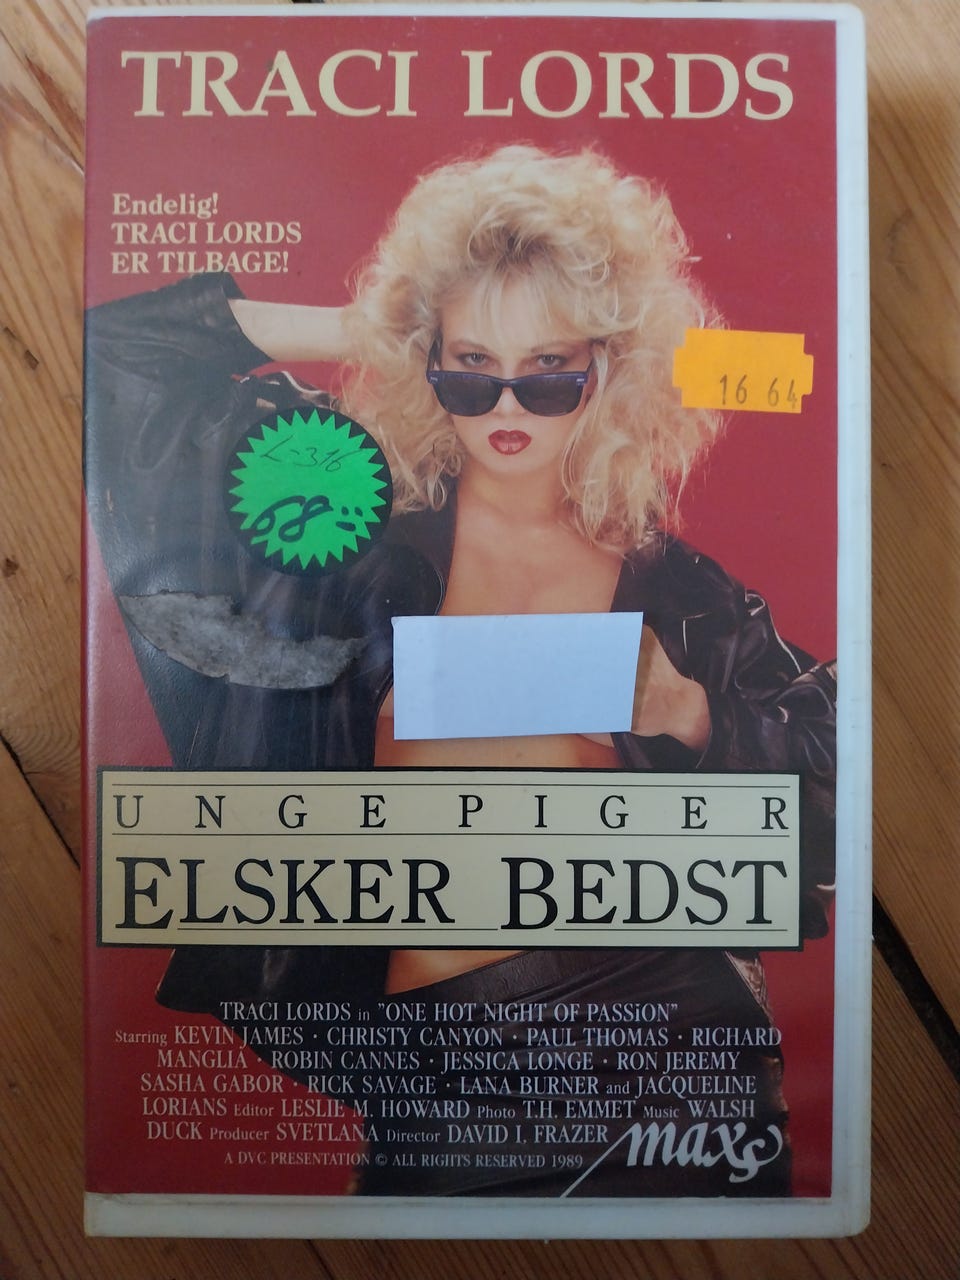 TRACI LORDS
Endelig!
TRACI LORDS
ER TILBAGE!
16 64
L-316
68
UNGE PIGER
ELSKER BEDST
TRACI LORDS in "ONE HOT NIGHT OF PASSiON"
Starring KEVIN JAMES · CHRISTY CANYON · PAUL THOMAS · RICHARD
MANGLIA · ROBIN CANNES · JESSICA LONGE · RON JEREMY
SASHA GABOR · RICK SAVAGE · LANA BURNER and JACQUELINE
LORIANS Editor LESLIE M. HOWARD Photo T.H. EMMET Music WALSH
DUCK Producer SVETLANA Director DAVID I. FRAZER
max's
A DVC PRESENTATION © ALL RIGHTS RESERVED 1989